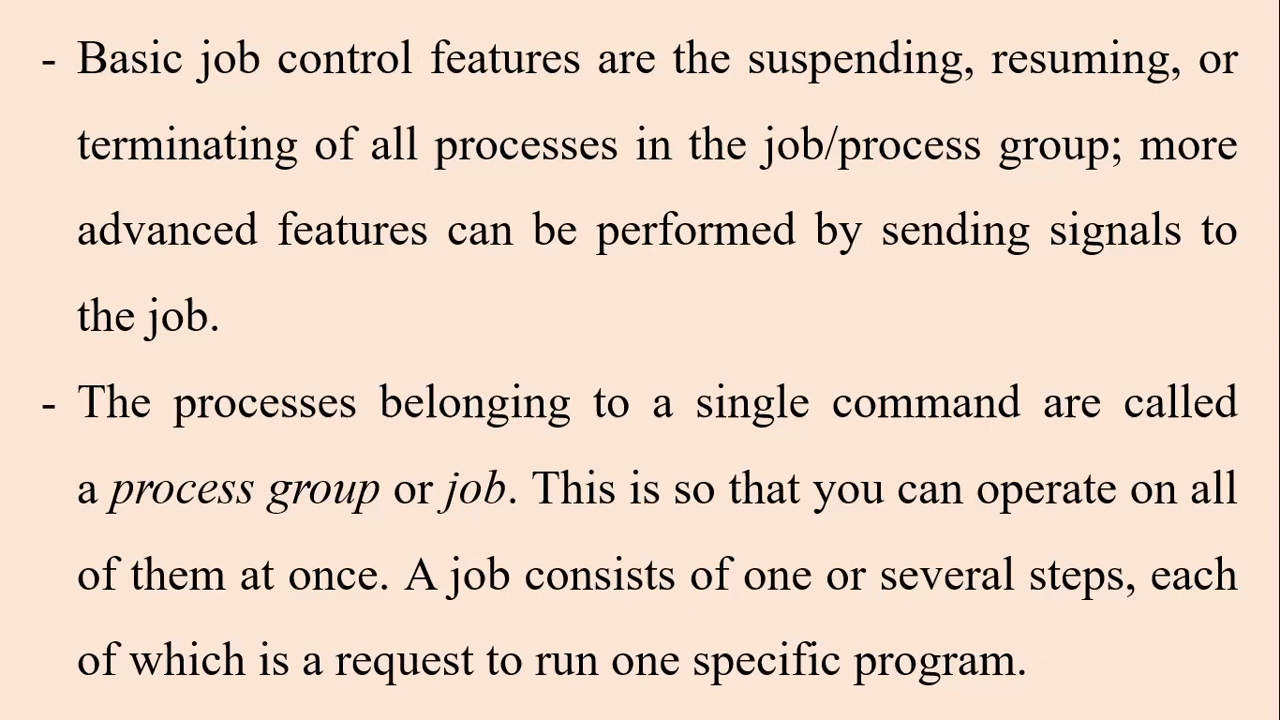 - Basic job control features are the suspending, resuming, or
terminating of all processes in the job/process group; more
advanced features can be performed by sending signals to
the job.
- The processes belonging to a single command are called
a process group or job. This is so that you can operate on all
of them at once. A job consists of one or several steps, each
of which is a request to run one specific program.